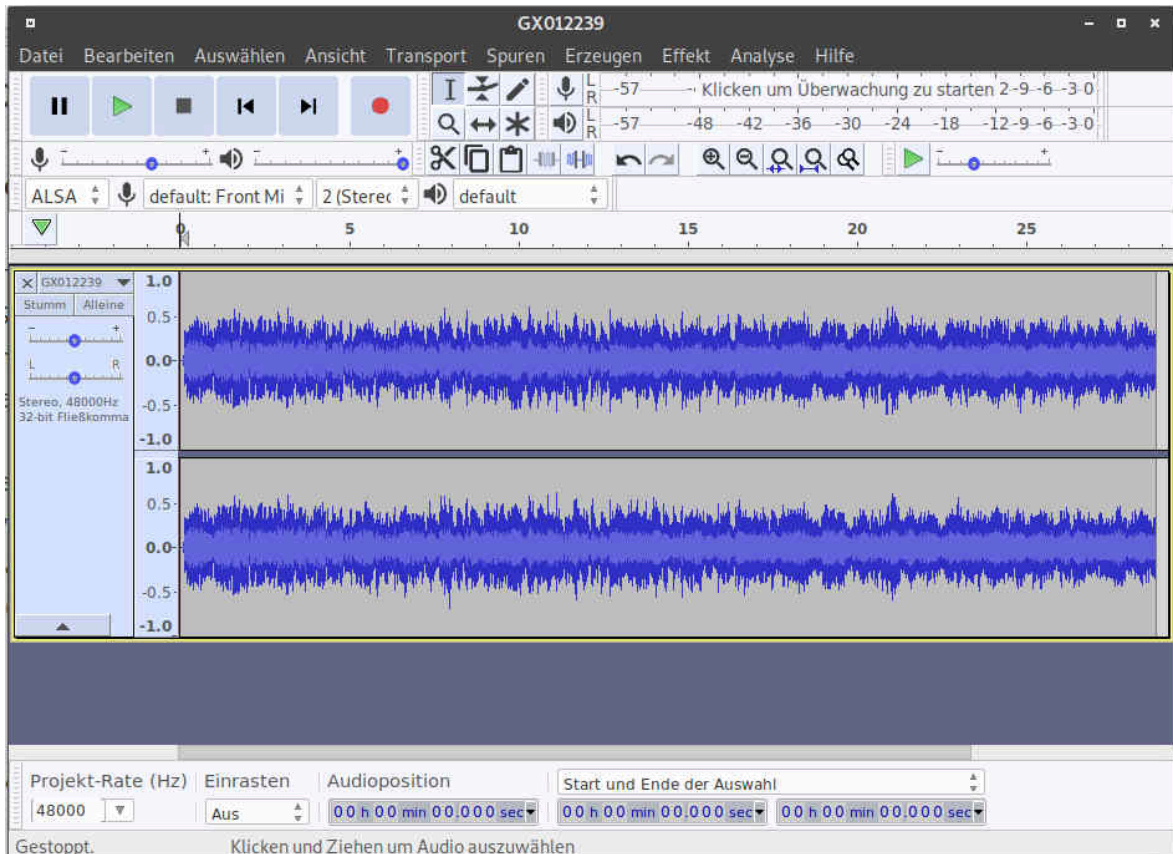 GX012239
Datei Bearbeiten Auswählen Ansicht Transport Spuren Erzeugen Effekt Analyse Hilfe
L R -57 Klicken um Überwachung zu starten 2 -9 -6 -3 0
L R -57 -48 -42 -36 -30 -24 -18 -12 -9 -6 -3 0
- + - + - +
ALSA default: Front Mi 2 (Stereo default
0 5 10 15 20 25
GX012239
Stumm Alleine
- +
L R
Stereo, 48000Hz
32-bit Fließkomma
1.0
0.5
0.0
-0.5
-1.0
1.0
0.5
0.0
-0.5
-1.0
Projekt-Rate (Hz) Einrasten Audioposition Start und Ende der Auswahl
48000 Aus 00 h 00 min 00.000 sec 00 h 00 min 00.000 sec 00 h 00 min 00.000 sec
Gestoppt. Klicken und Ziehen um Audio auszuwählen